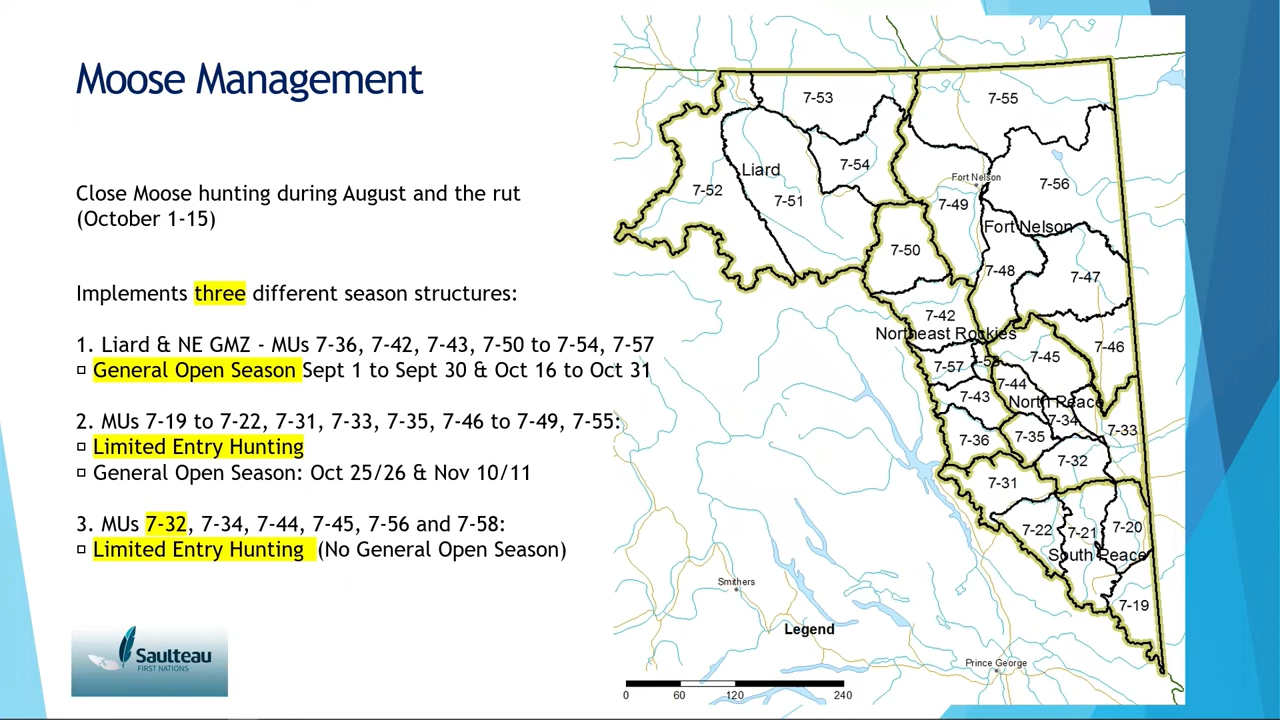 Moose Management
Close Moose hunting during August and the rut
(October 1-15)
Implements three different season structures:
1. Liard & NE GMZ - MUs 7-36, 7-42, 7-43, 7-50 to 7-54, 7-57
General Open Season Sept 1 to Sept 30 & Oct 16 to Oct 31
2. MUs 7-19 to 7-22, 7-31, 7-33, 7-35, 7-46 to 7-49, 7-55:
Limited Entry Hunting
General Open Season: Oct 25/26 & Nov 10/11
3. MUs 7-32, 7-34, 7-44, 7-45, 7-56 and 7-58:
Limited Entry Hunting (No General Open Season)
Saulteau
FIRST NATIONS
7-53
7-55
7-54
Liard
7-52
7-51
Fort Nelson
7-56
7-49
Fort Nelson
7-50
7-48
7-47
7-42
Northeast Rockies
7-46
7-45
7-57
7-44
7-43
North Peace
7-34
7-33
7-36
7-35
7-32
7-31
7-22
7-21
7-20
South Peace
7-19
Smithers
Legend
Prince George
0 60 120 240